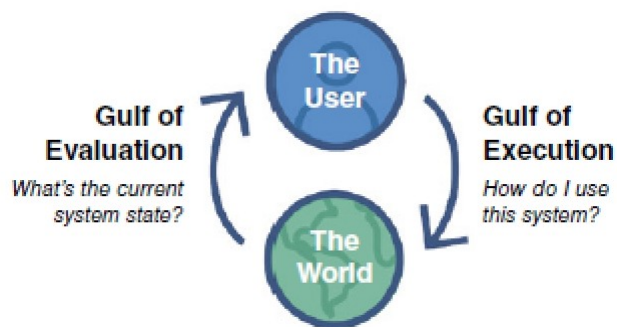 The
User
Gulf of
Evaluation
What's the current
system state?
Gulf of
Execution
How do I use
this system?
The
World